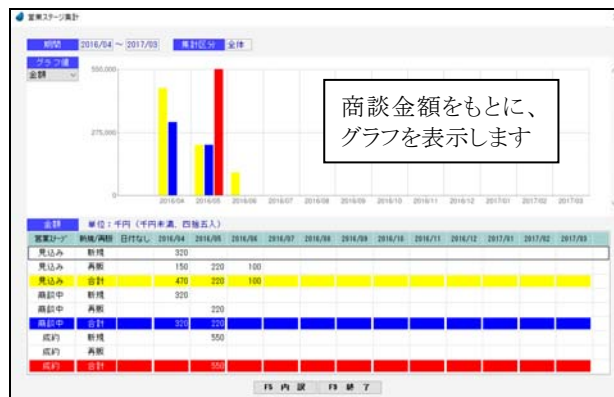 営業ステージ集計
期間 2016/04 ～ 2017/03 集計区分 全体
グラフ値
金額
550,000
275,000
0
商談金額をもとに、
グラフを表示します
2016/04 2016/05 2016/06 2016/07 2016/08 2016/09 2016/10 2016/11 2016/12 2017/01 2017/02 2017/03
金額 単位：千円（千円未満、四捨五入）
営業ｽﾃｰｼﾞ 新規/再販 日付なし 2016/04 2016/05 2016/06 2016/07 2016/08 2016/09 2016/10 2016/11 2016/12 2017/01 2017/02 2017/03
見込み 新規 320
見込み 再販 150 220 100
見込み 合計 470 220 100
商談中 新規 320
商談中 再販 220
商談中 合計 320 220
成約 新規 550
成約 再販
成約 合計 550
F5 内 訳 F9 終 了